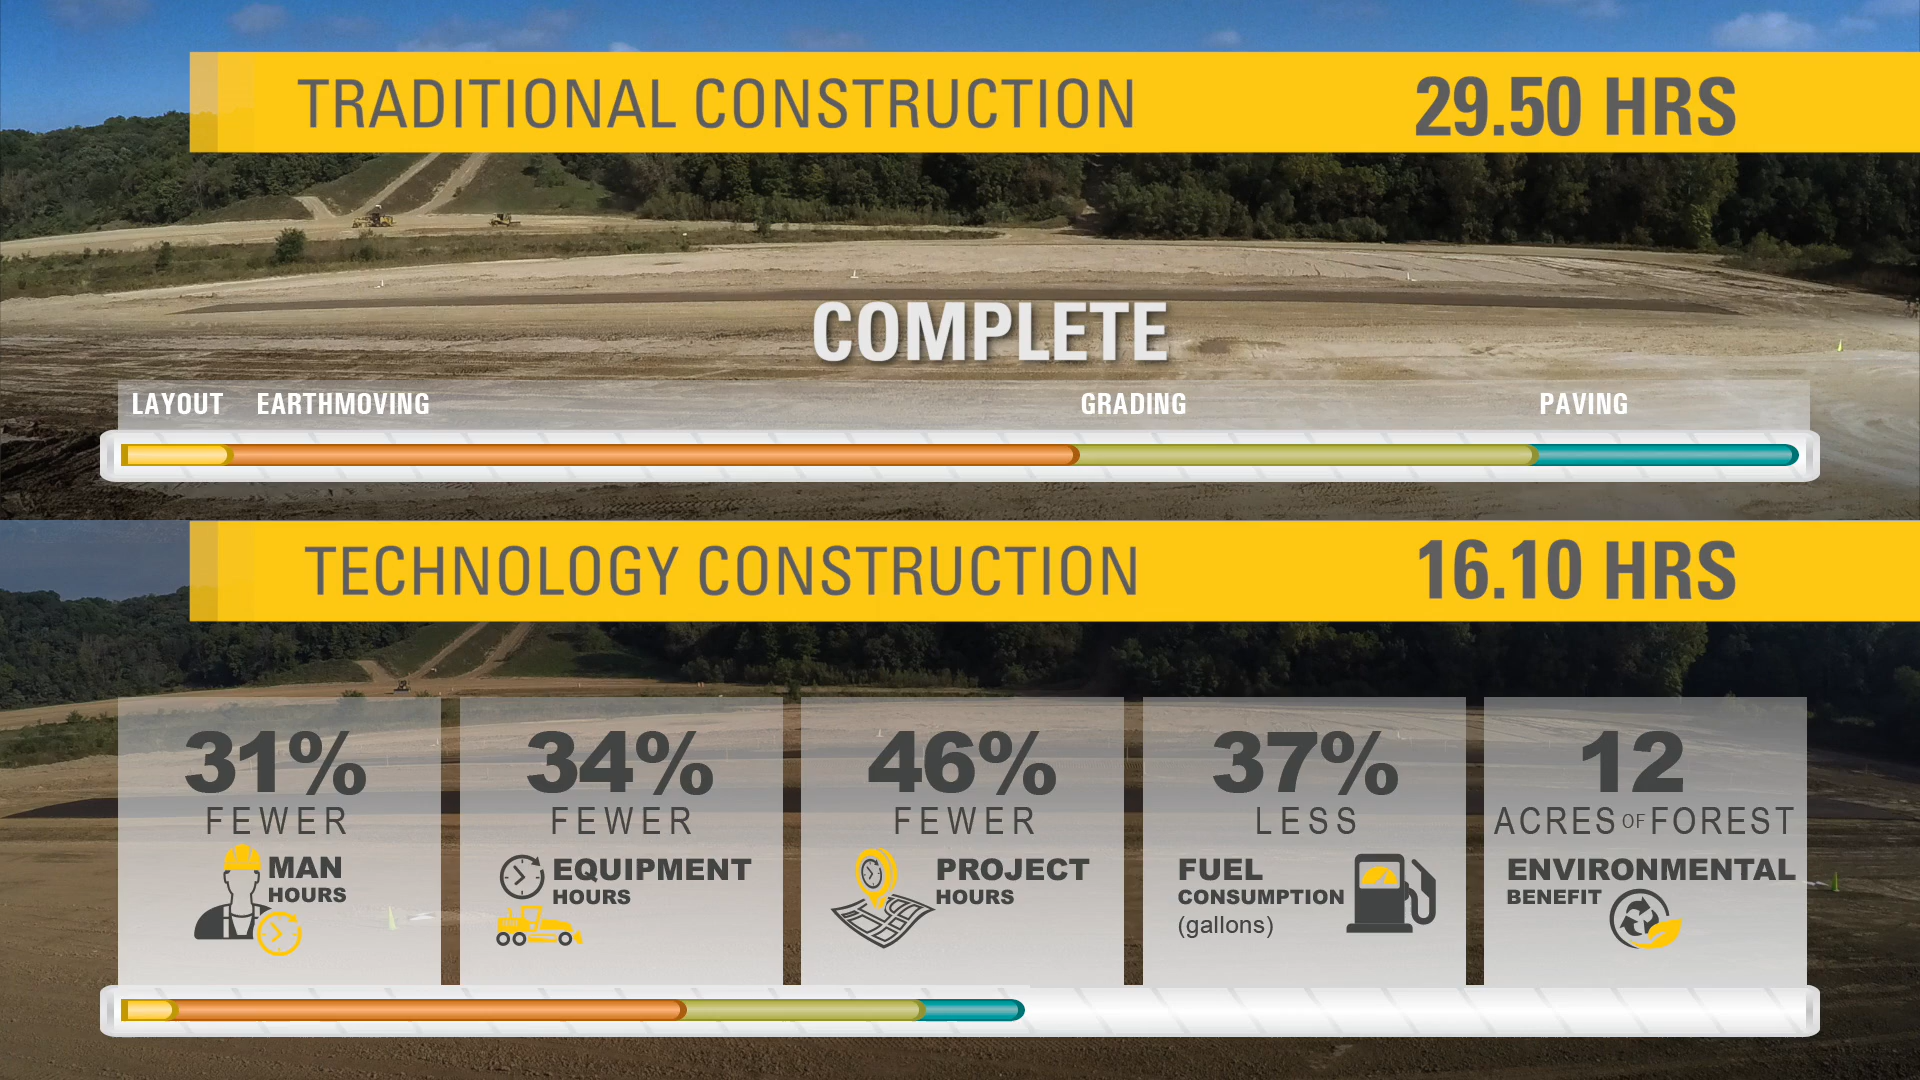 TRADITIONAL CONSTRUCTION 29.50 HRS
COMPLETE
LAYOUT EARTHMOVING GRADING PAVING
TECHNOLOGY CONSTRUCTION 16.10 HRS
31%
FEWER
MAN
HOURS
34%
FEWER
EQUIPMENT
HOURS
46%
FEWER
PROJECT
HOURS
37%
LESS
FUEL
CONSUMPTION
(gallons)
12
ACRES OF FOREST
ENVIRONMENTAL
BENEFIT